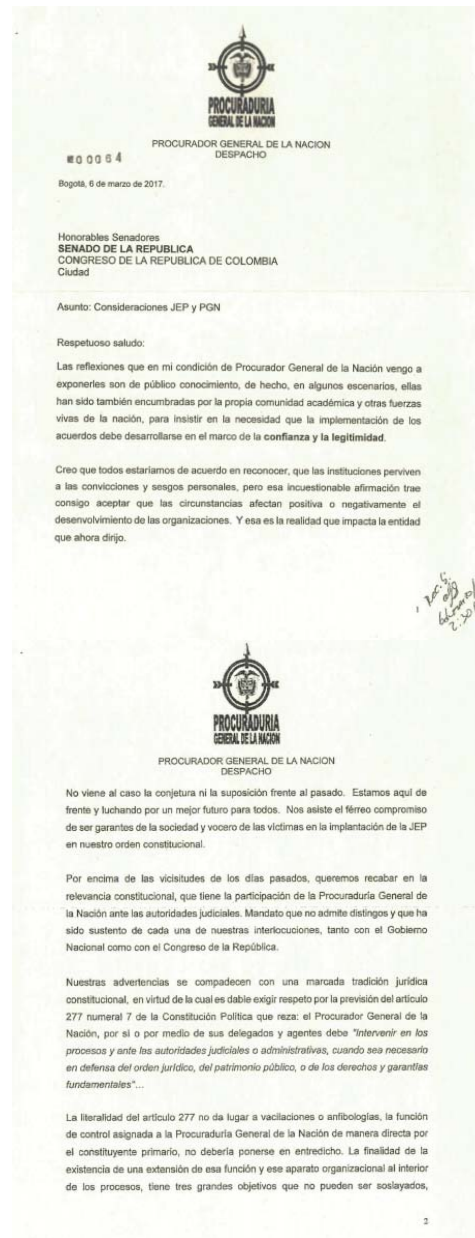 PROCURADURIA
GENERAL DE LA NACION
PROCURADOR GENERAL DE LA NACION
DESPACHO
00064
Bogotá, 6 de marzo de 2017.
Honorables Senadores
SENADO DE LA REPUBLICA
CONGRESO DE LA REPUBLICA DE COLOMBIA
Ciudad
Asunto: Consideraciones JEP y PGN
Respetuoso saludo:
Las reflexiones que en mi condición de Procurador General de la Nación vengo a
exponerles son de público conocimiento, de hecho, en algunos escenarios, ellas
han sido también encumbradas por la propia comunidad académica y otras fuerzas
vivas de la nación, para insistir en la necesidad que la implementación de los
acuerdos debe desarrollarse en el marco de la confianza y la legitimidad.
Creo que todos estaríamos de acuerdo en reconocer, que las instituciones perviven
a las convicciones y sesgos personales, pero esa incuestionable afirmación trae
consigo aceptar que las circunstancias afectan positiva o negativamente el
desenvolvimiento de las organizaciones. Y esa es la realidad que impacta la entidad
que ahora dirijo.
PROCURADURIA
GENERAL DE LA NACION
PROCURADOR GENERAL DE LA NACION
DESPACHO
No viene al caso la conjetura ni la suposición frente al pasado. Estamos aquí de
frente y luchando por un mejor futuro para todos. Nos asiste el férreo compromiso
de ser garantes de la sociedad y vocero de las víctimas en la implantación de la JEP
en nuestro orden constitucional.
Por encima de las vicisitudes de los días pasados, queremos recabar en la
relevancia constitucional, que tiene la participación de la Procuraduría General de
la Nación ante las autoridades judiciales. Mandato que no admite distingos y que ha
sido sustento de cada una de nuestras interlocuciones, tanto con el Gobierno
Nacional como con el Congreso de la República.
Nuestras advertencias se compadecen con una marcada tradición jurídica
constitucional, en virtud de la cual es dable exigir respeto por la previsión del artículo
277 numeral 7 de la Constitución Política que reza: el Procurador General de la
Nación, por sí o por medio de sus delegados y agentes debe "Intervenir en los
procesos y ante las autoridades judiciales o administrativas, cuando sea necesario
en defensa del orden jurídico, del patrimonio público, o de los derechos y garantías
fundamentales"...
La literalidad del artículo 277 no da lugar a vacilaciones o anfibologías, la función
de control asignada a la Procuraduría General de la Nación de manera directa por
el constituyente primario, no debería ponerse en entredicho. La finalidad de la
existencia de una extensión de esa función y ese aparato organizacional al interior
de los procesos, tiene tres grandes objetivos que no pueden ser soslayados,
2